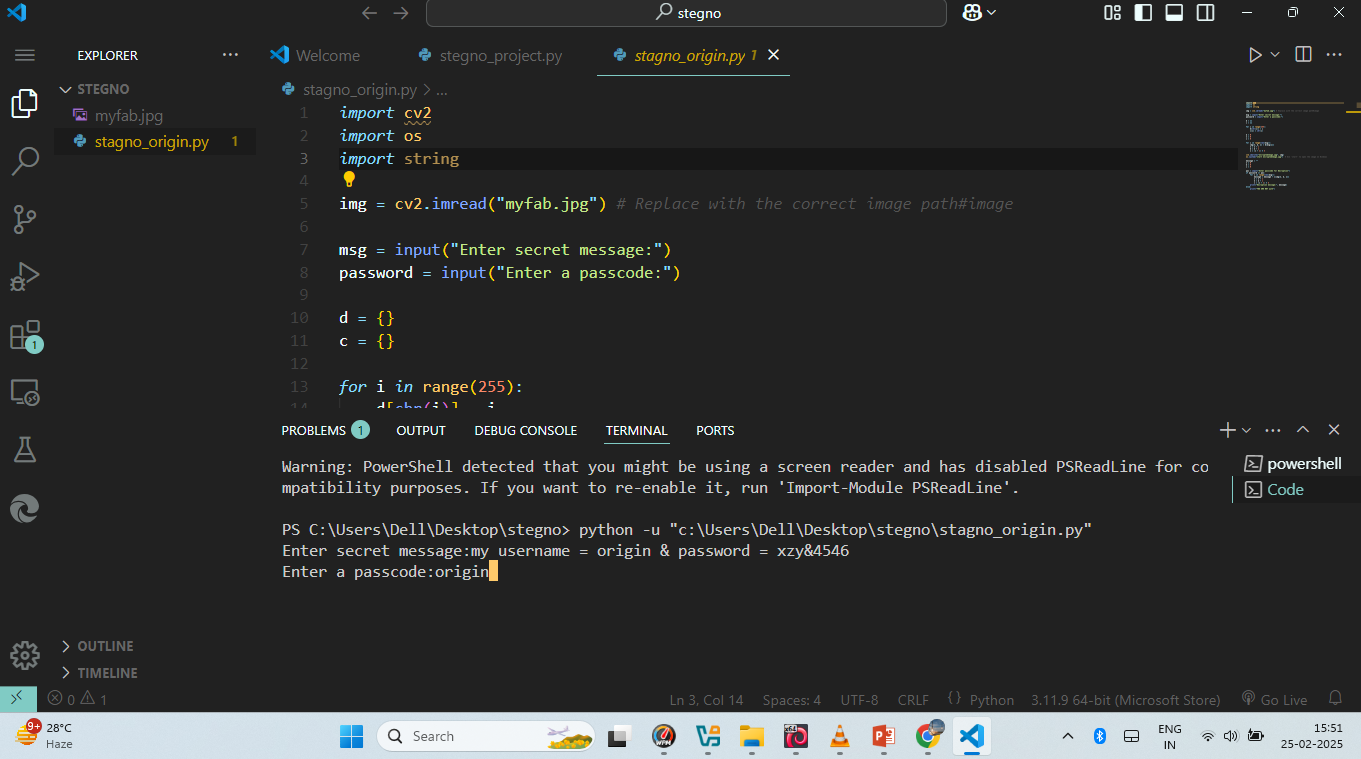 stegno
EXPLORER
Welcome
stegno_project.py
stagno_origin.py 1
STEGNO
myfab.jpg
stagno_origin.py 1
stagno_origin.py > ...
1 import cv2
2 import os
3 import string
4
5 img = cv2.imread("myfab.jpg") # Replace with the correct image path#image
6
7 msg = input("Enter secret message:")
8 password = input("Enter a passcode:")
9
10 d = {}
11 c = {}
12
13 for i in range(255):
14 d[chr(i)] = i
1
PROBLEMS 1 OUTPUT DEBUG CONSOLE TERMINAL PORTS
Warning: PowerShell detected that you might be using a screen reader and has disabled PSReadLine for co
mpatibility purposes. If you want to re-enable it, run 'Import-Module PSReadLine'.
PS C:\Users\Dell\Desktop\stegno> python -u "c:\Users\Dell\Desktop\stegno\stagno_origin.py"
Enter secret message:my username = origin & password = xzy&4546
Enter a passcode:origin
powershell
Code
OUTLINE
TIMELINE
0 1 Ln 3, Col 14 Spaces: 4 UTF-8 CRLF {} Python 3.11.9 64-bit (Microsoft Store) Go Live
9+
28°C
Haze
Search
WPM
x64
ENG
IN
15:51
25-02-2025